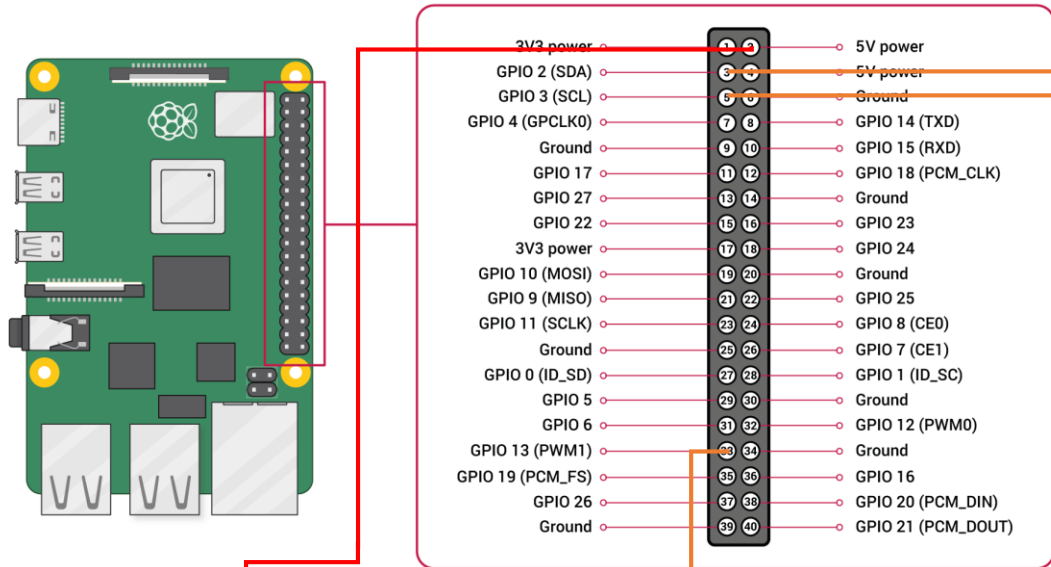 3V3 power 1 2 5V power
GPIO 2 (SDA) 3 4 5V power
GPIO 3 (SCL) 5 6 Ground
GPIO 4 (GPCLK0) 7 8 GPIO 14 (TXD)
Ground 9 10 GPIO 15 (RXD)
GPIO 17 11 12 GPIO 18 (PCM_CLK)
GPIO 27 13 14 Ground
GPIO 22 15 16 GPIO 23
3V3 power 17 18 GPIO 24
GPIO 10 (MOSI) 19 20 Ground
GPIO 9 (MISO) 21 22 GPIO 25
GPIO 11 (SCLK) 23 24 GPIO 8 (CE0)
Ground 25 26 GPIO 7 (CE1)
GPIO 0 (ID_SD) 27 28 GPIO 1 (ID_SC)
GPIO 5 29 30 Ground
GPIO 6 31 32 GPIO 12 (PWM0)
GPIO 13 (PWM1) 33 34 Ground
GPIO 19 (PCM_FS) 35 36 GPIO 16
GPIO 26 37 38 GPIO 20 (PCM_DIN)
Ground 39 40 GPIO 21 (PCM_DOUT)